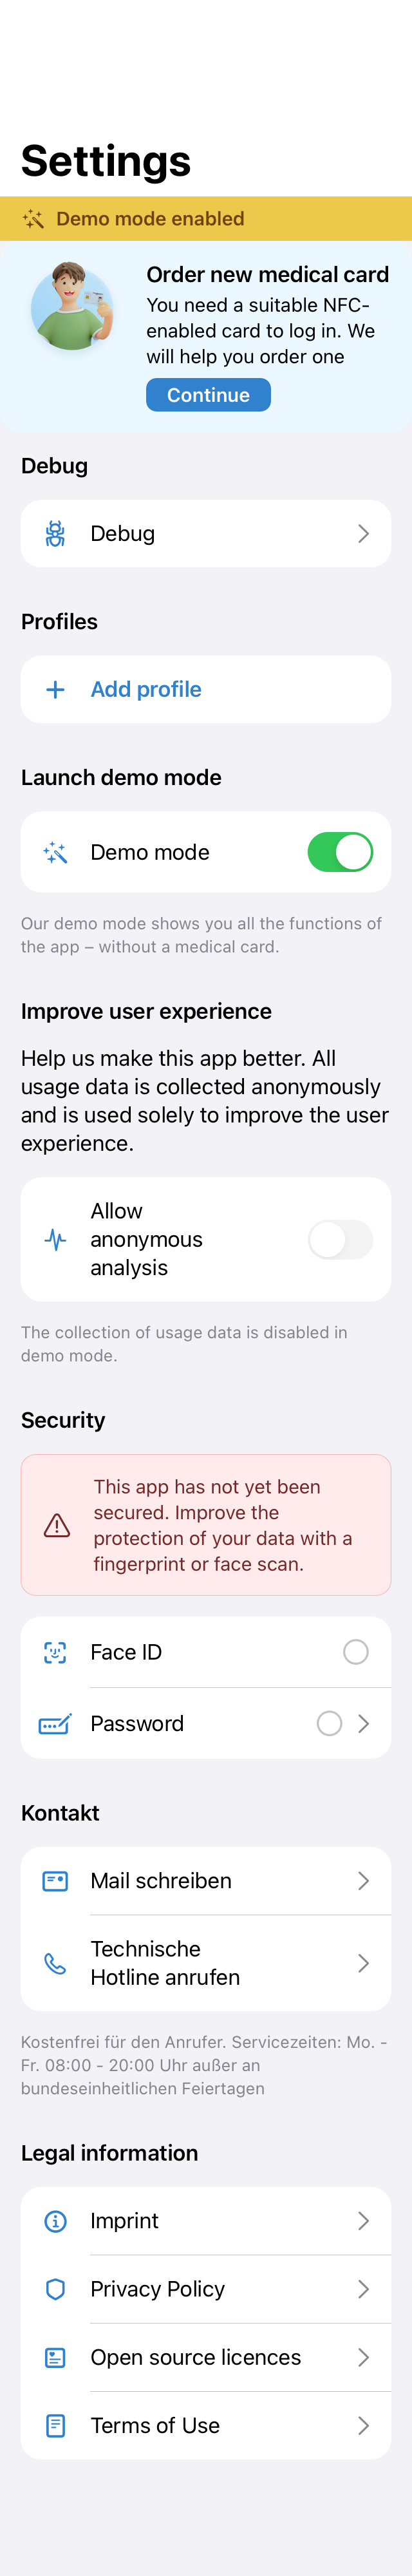 Settings
Demo mode enabled
Order new medical card
You need a suitable NFC-
enabled card to log in. We
will help you order one
Continue
Debug
Debug
Profiles
Add profile
Launch demo mode
Demo mode
Our demo mode shows you all the functions of
the app – without a medical card.
Improve user experience
Help us make this app better. All
usage data is collected anonymously
and is used solely to improve the user
experience.
Allow
anonymous
analysis
The collection of usage data is disabled in
demo mode.
Security
This app has not yet been
secured. Improve the
protection of your data with a
fingerprint or face scan.
Face ID
Password
Kontakt
Mail schreiben
Technische
Hotline anrufen
Kostenfrei für den Anrufer. Servicezeiten: Mo. -
Fr. 08:00 - 20:00 Uhr außer an
bundeseinheitlichen Feiertagen
Legal information
Imprint
Privacy Policy
Open source licences
Terms of Use